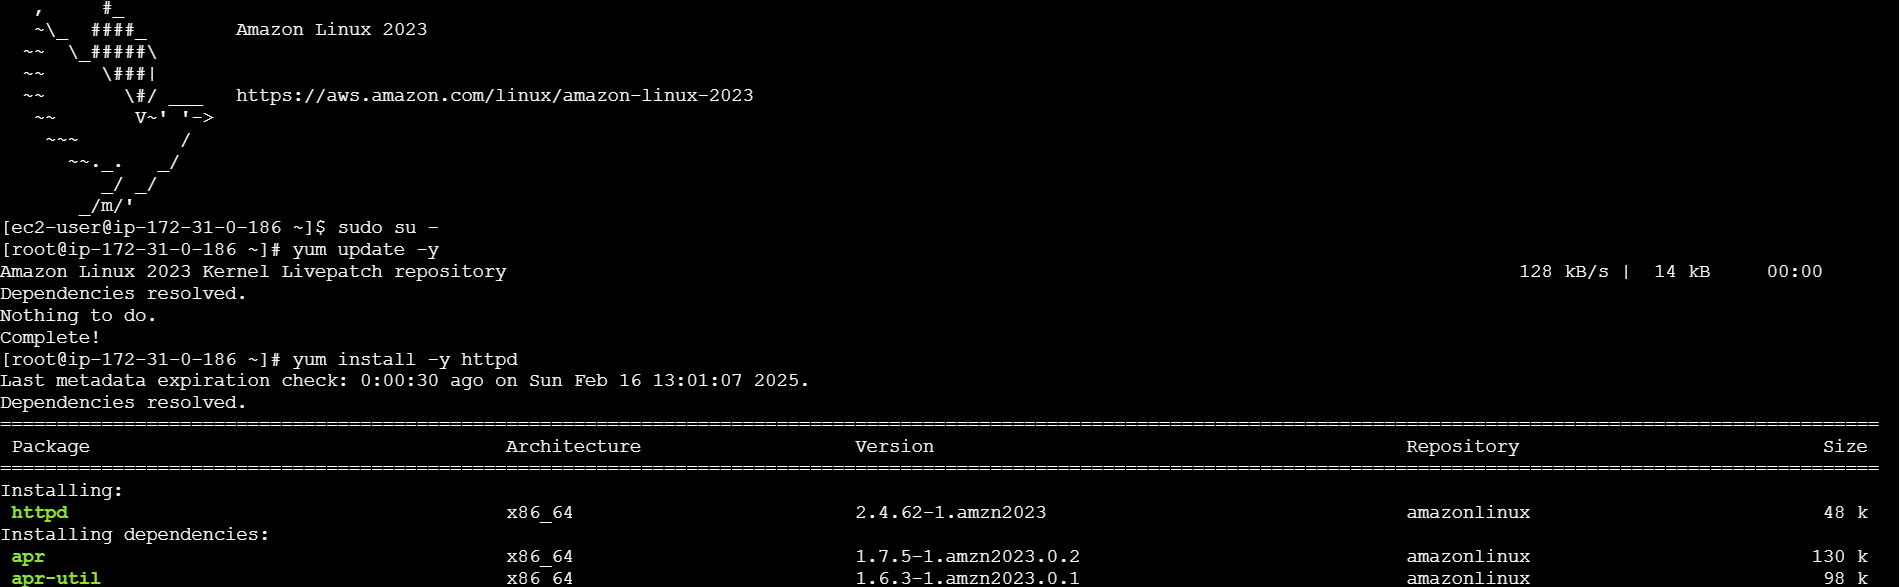 ,     #_
   ~\_  ####_        Amazon Linux 2023
  ~~  \_#####\
  ~~     \###|
  ~~       \#/ ___   https://aws.amazon.com/linux/amazon-linux-2023
   ~~       V~' '->
    ~~~         /
      ~~._.   _/
         _/ _/
       _/m/'
[ec2-user@ip-172-31-0-186 ~]$ sudo su -
[root@ip-172-31-0-186 ~]# yum update -y
Amazon Linux 2023 Kernel Livepatch repository 128 kB/s | 14 kB 00:00
Dependencies resolved.
Nothing to do.
Complete!
[root@ip-172-31-0-186 ~]# yum install -y httpd
Last metadata expiration check: 0:00:30 ago on Sun Feb 16 13:01:07 2025.
Dependencies resolved.
Package Architecture Version Repository Size
Installing:
httpd x86_64 2.4.62-1.amzn2023 amazonlinux 48 k
Installing dependencies:
apr x86_64 1.7.5-1.amzn2023.0.2 amazonlinux 130 k
apr-util x86_64 1.6.3-1.amzn2023.0.1 amazonlinux 98 k